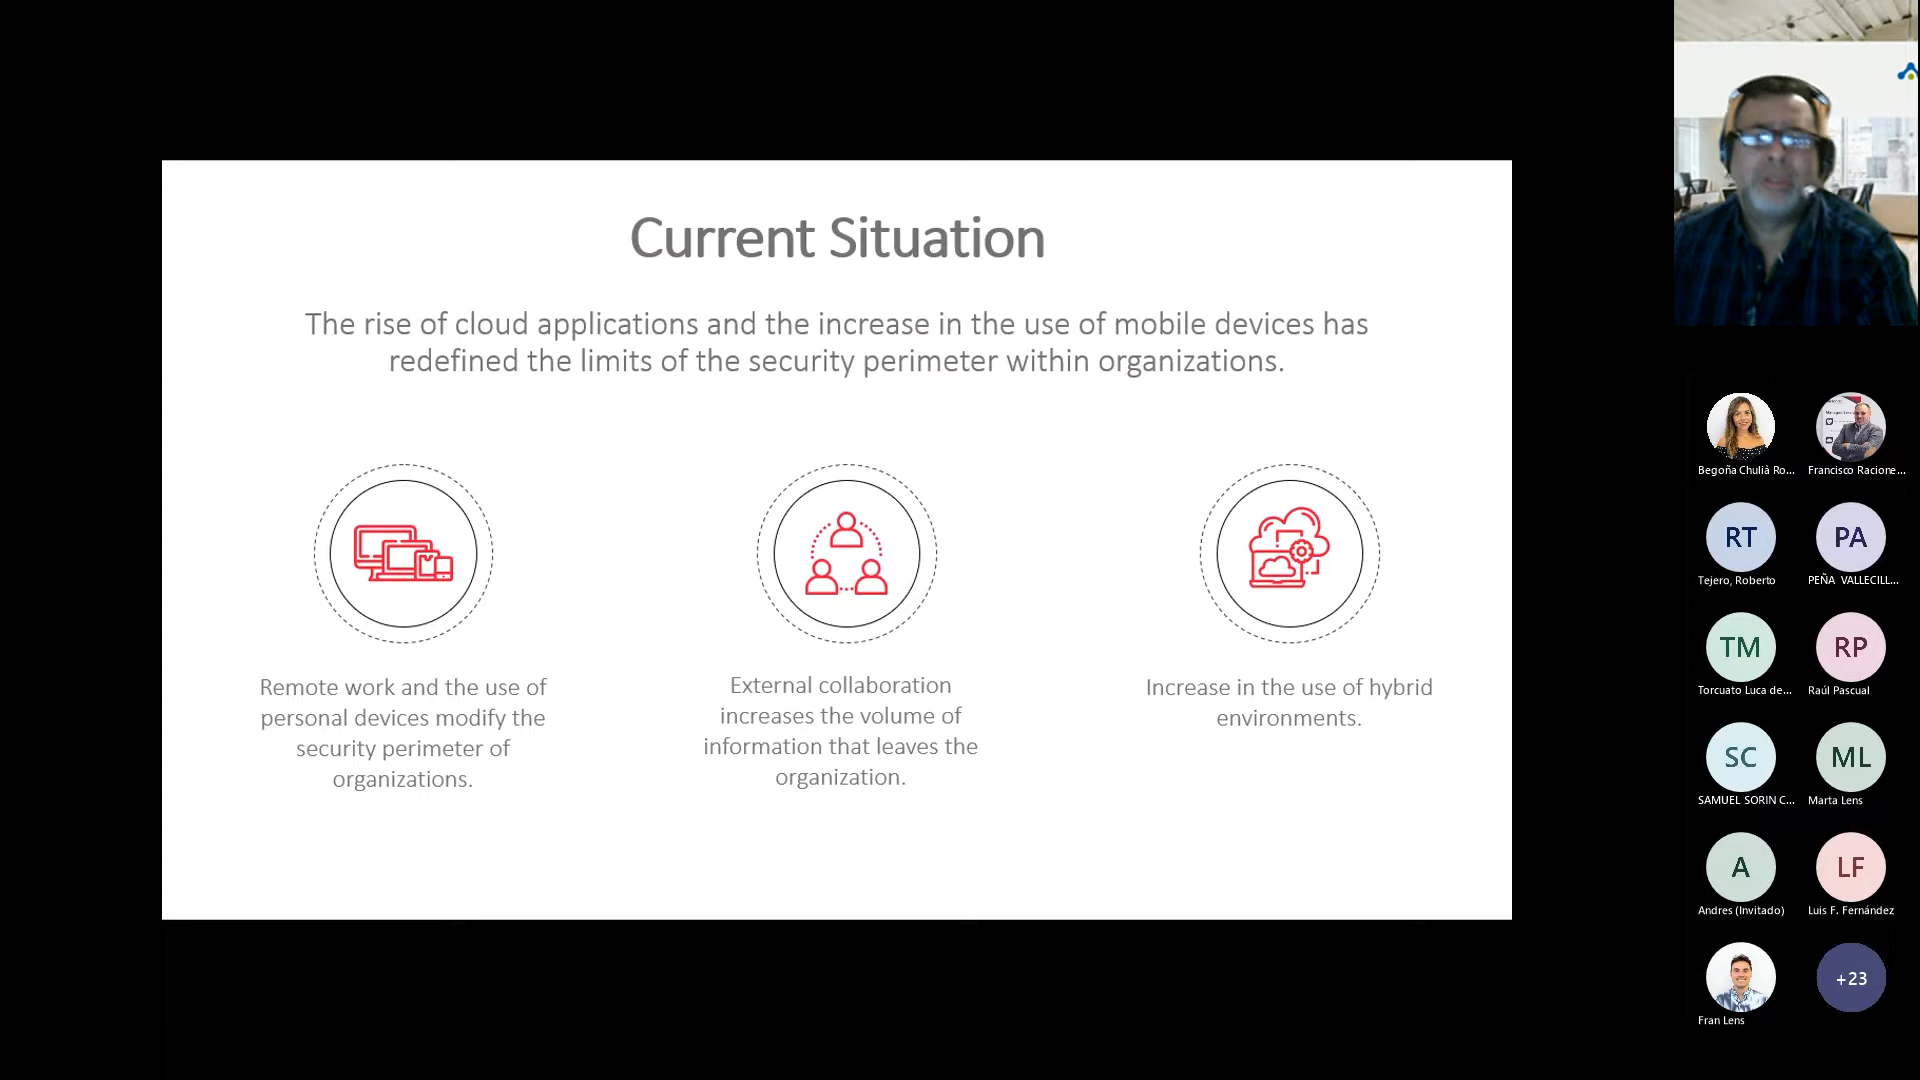 Current Situation
The rise of cloud applications and the increase in the use of mobile devices has
redefined the limits of the security perimeter within organizations.
Remote work and the use of
personal devices modify the
security perimeter of
organizations.
External collaboration
increases the volume of
information that leaves the
organization.
Increase in the use of hybrid
environments.
Begoña Chulià Ro...
Francisco Racione...
RT
PA
Tejero, Roberto
PEÑA VALLECILL...
TM
RP
Torcuato Luca de...
Raúl Pascual
SC
ML
SAMUEL SORIN C...
Marta Lens
A
LF
Andres (Invitado)
Luis F. Fernández
+23
Fran Lens